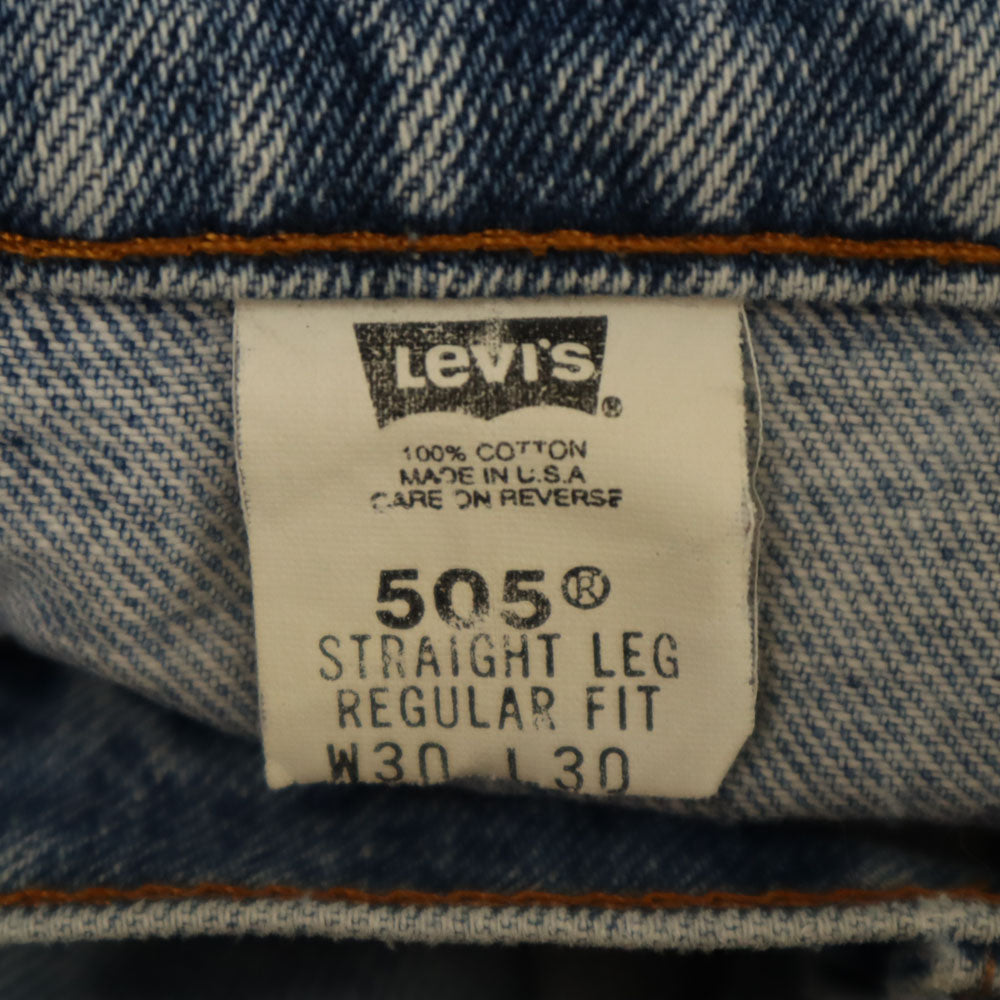 Levi's ®
100% COTTON
MADE IN U.S.A
CARE ON REVERSE
505®
STRAIGHT LEG
REGULAR FIT
W30 L30